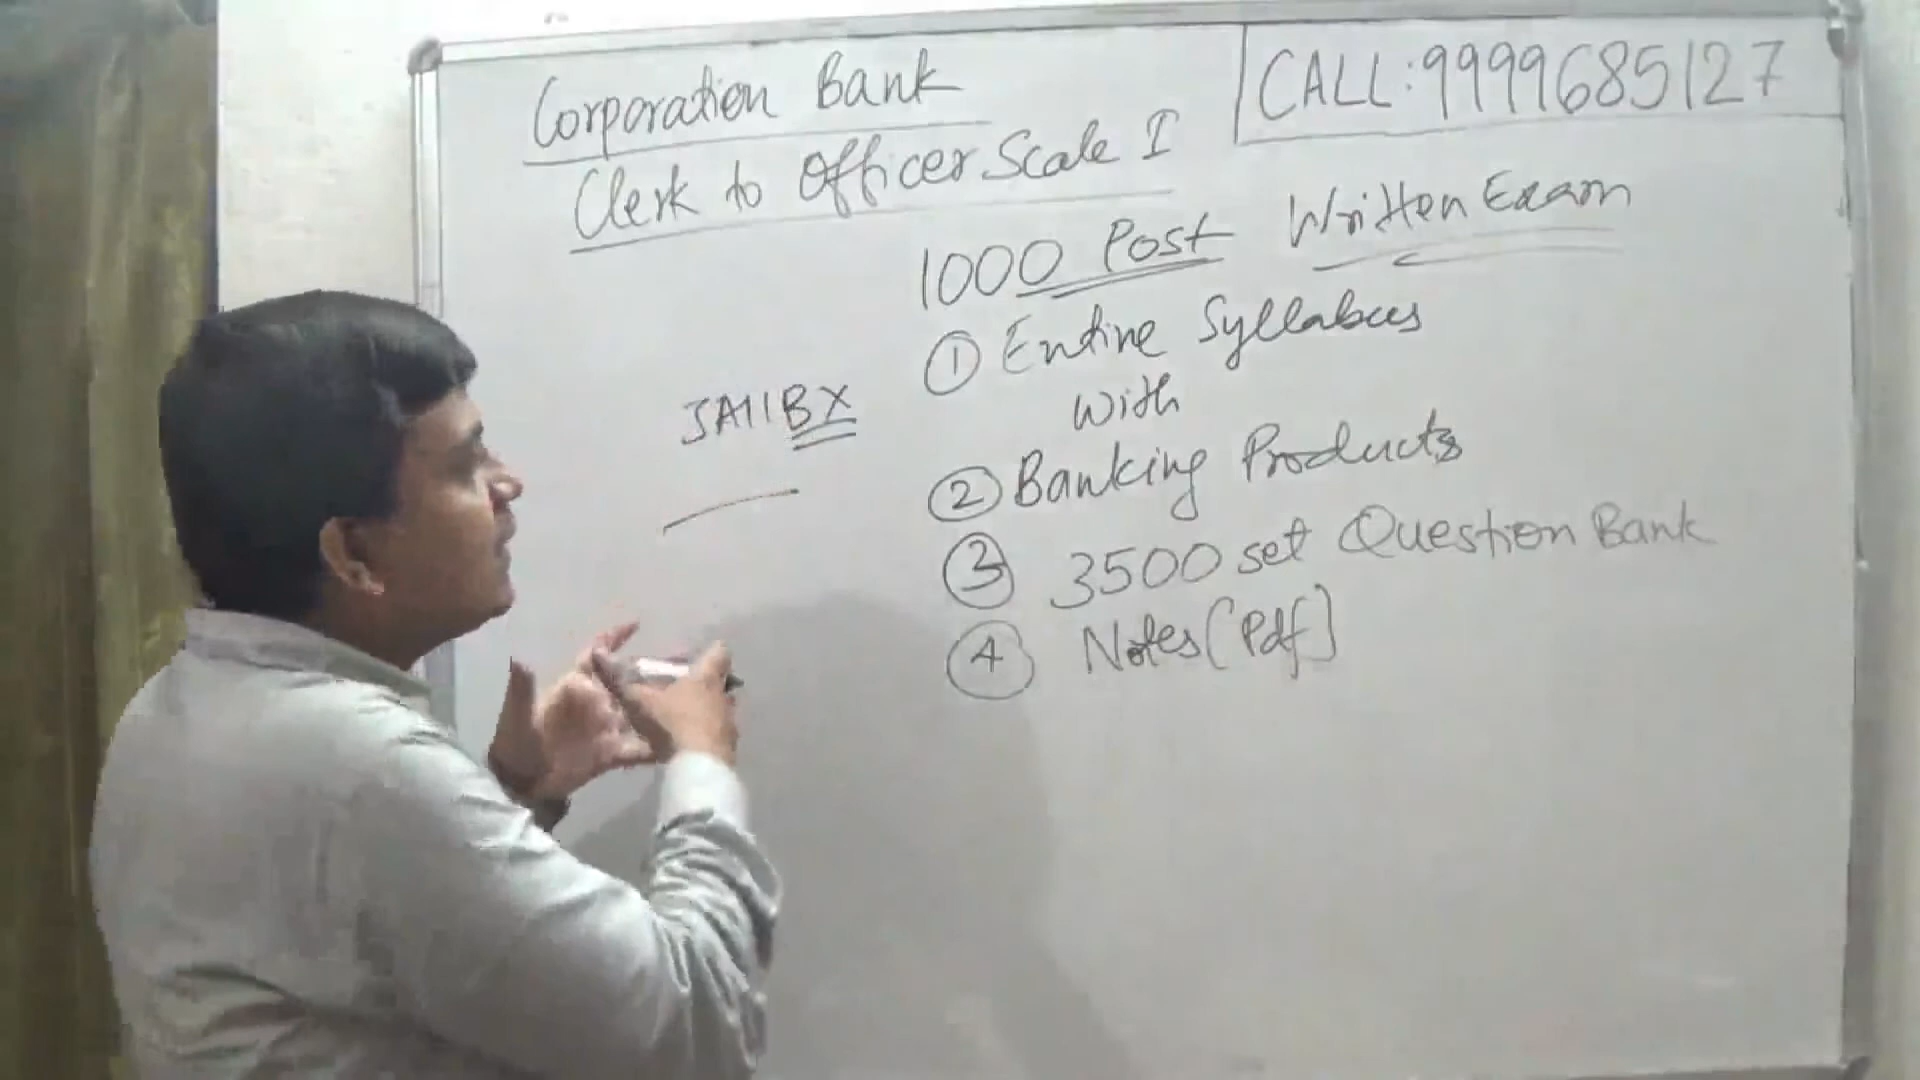 Corporation Bank
CALL: 9999685127
Clerk to Officer Scale I
1000 Post Written Exam
① Entire Syllabus
With
JAIIB X
② Banking Products
③ 3500 set Question Bank
④ Notes (Pdf)